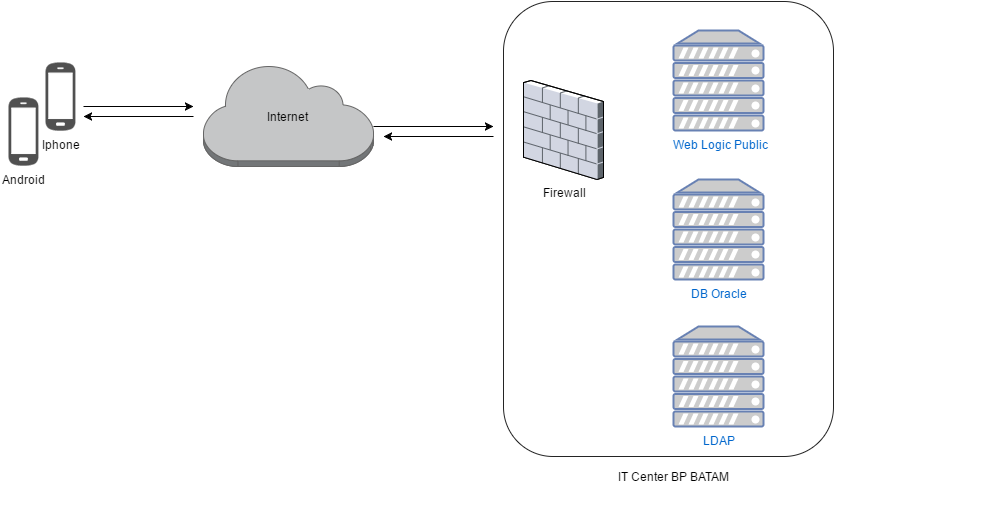 Iphone
Android
Internet
Firewall
Web Logic Public
DB Oracle
LDAP
IT Center BP BATAM